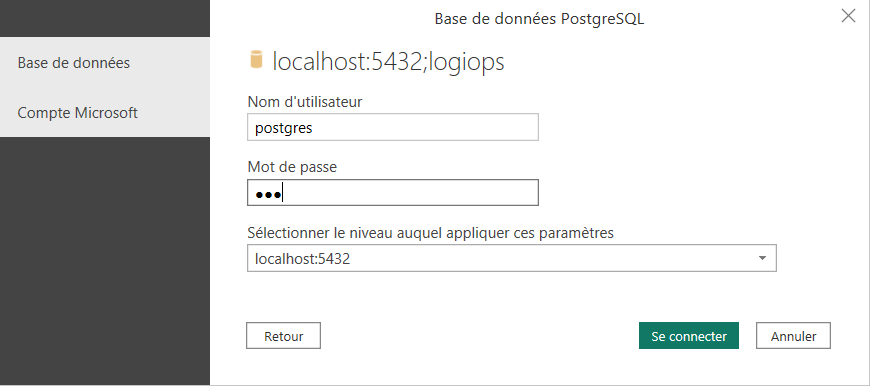 Base de données PostgreSQL
Base de données
Compte Microsoft
localhost:5432;logiops
Nom d'utilisateur
postgres
Mot de passe
●●●
Sélectionner le niveau auquel appliquer ces paramètres
localhost:5432
Retour
Se connecter
Annuler